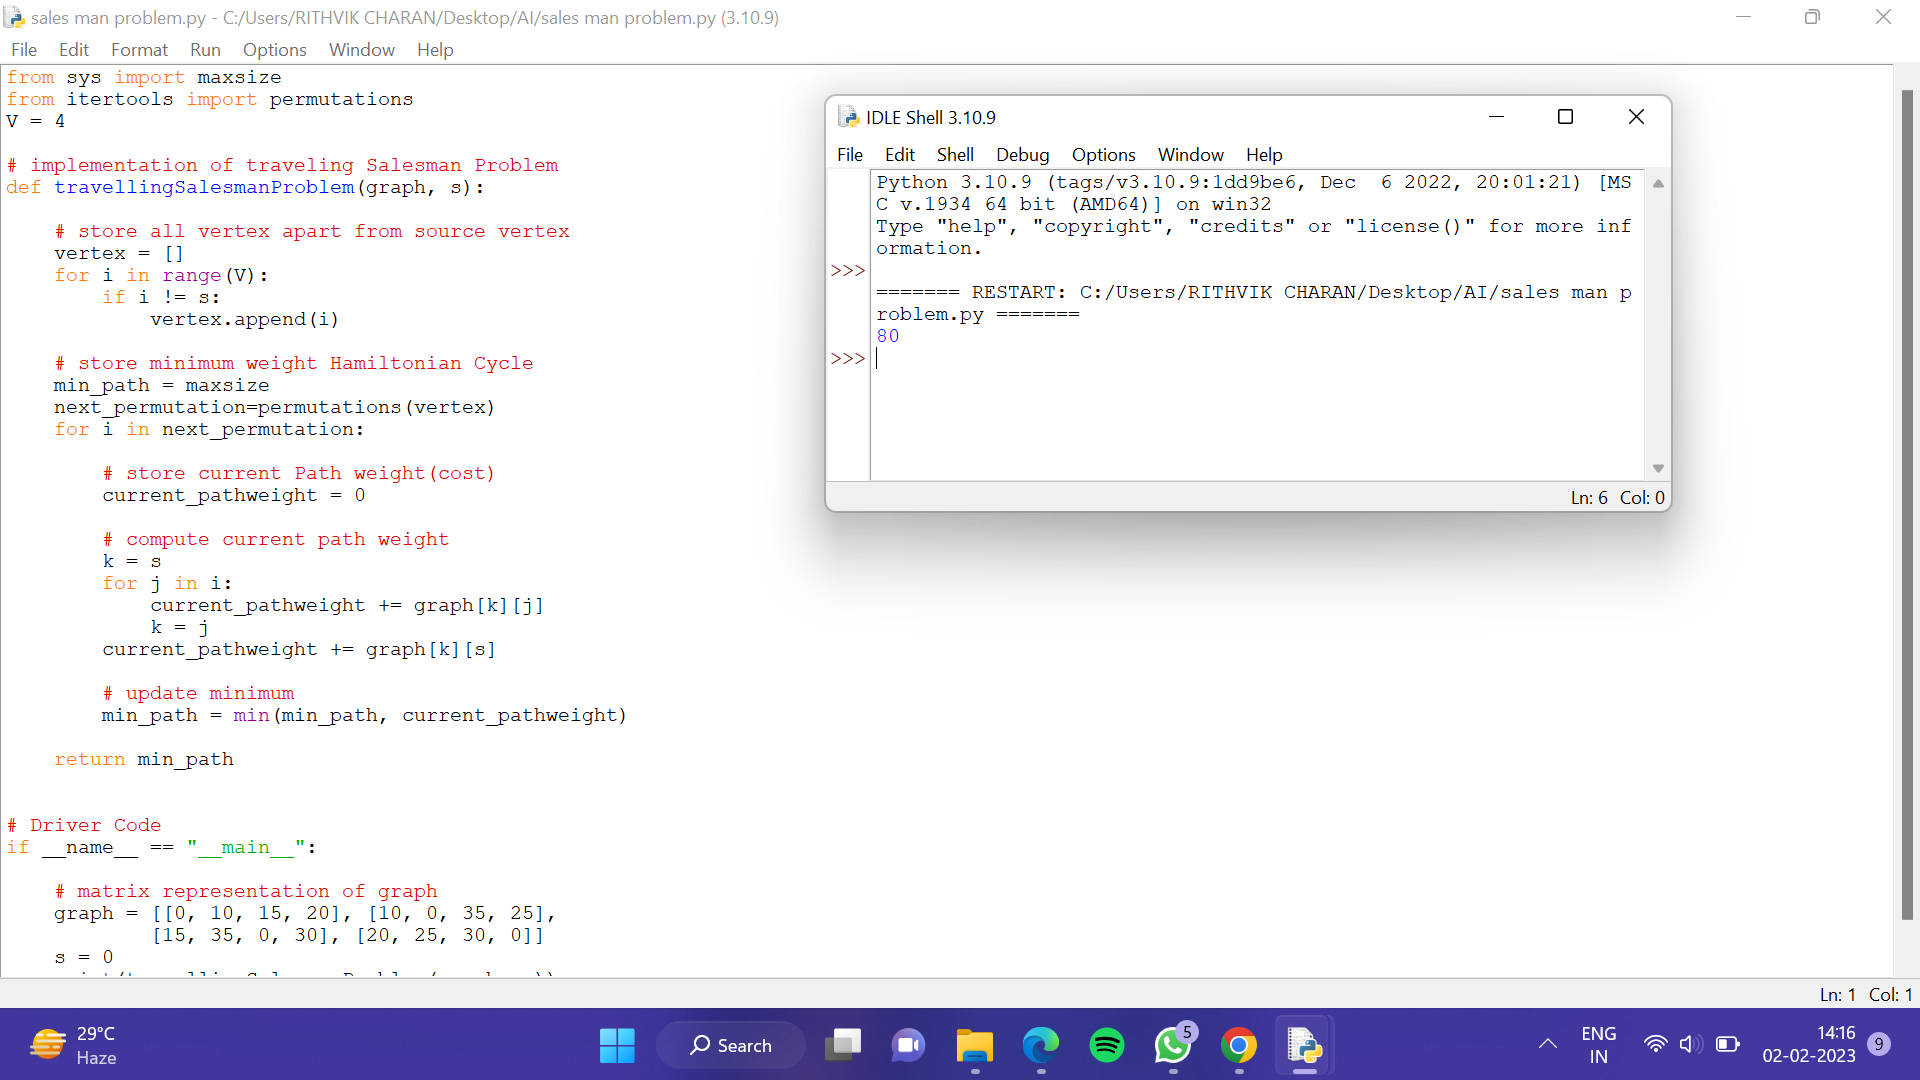 sales man problem.py - C:/Users/RITHVIK CHARAN/Desktop/AI/sales man problem.py (3.10.9)
File Edit Format Run Options Window Help
from sys import maxsize
from itertools import permutations
V = 4
# implementation of traveling Salesman Problem
def travellingSalesmanProblem(graph, s):
    # store all vertex apart from source vertex
    vertex = []
    for i in range(V):
        if i != s:
            vertex.append(i)
    # store minimum weight Hamiltonian Cycle
    min_path = maxsize
    next_permutation=permutations(vertex)
    for i in next_permutation:
        # store current Path weight(cost)
        current_pathweight = 0
        # compute current path weight
        k = s
        for j in i:
            current_pathweight += graph[k][j]
            k = j
        current_pathweight += graph[k][s]
        # update minimum
        min_path = min(min_path, current_pathweight)
    return min_path
# Driver Code
if __name__ == "__main__":
    # matrix representation of graph
    graph = [[0, 10, 15, 20], [10, 0, 35, 25],
            [15, 35, 0, 30], [20, 25, 30, 0]]
    s = 0
Ln: 1 Col: 1
IDLE Shell 3.10.9
File Edit Shell Debug Options Window Help
Python 3.10.9 (tags/v3.10.9:1dd9be6, Dec  6 2022, 20:01:21) [MS
C v.1934 64 bit (AMD64)] on win32
Type "help", "copyright", "credits" or "license()" for more inf
ormation.
>>>
======= RESTART: C:/Users/RITHVIK CHARAN/Desktop/AI/sales man p
roblem.py =======
80
>>>
Ln: 6 Col: 0
29°C
Haze
Search
5
ENG
IN
14:16
02-02-2023
9